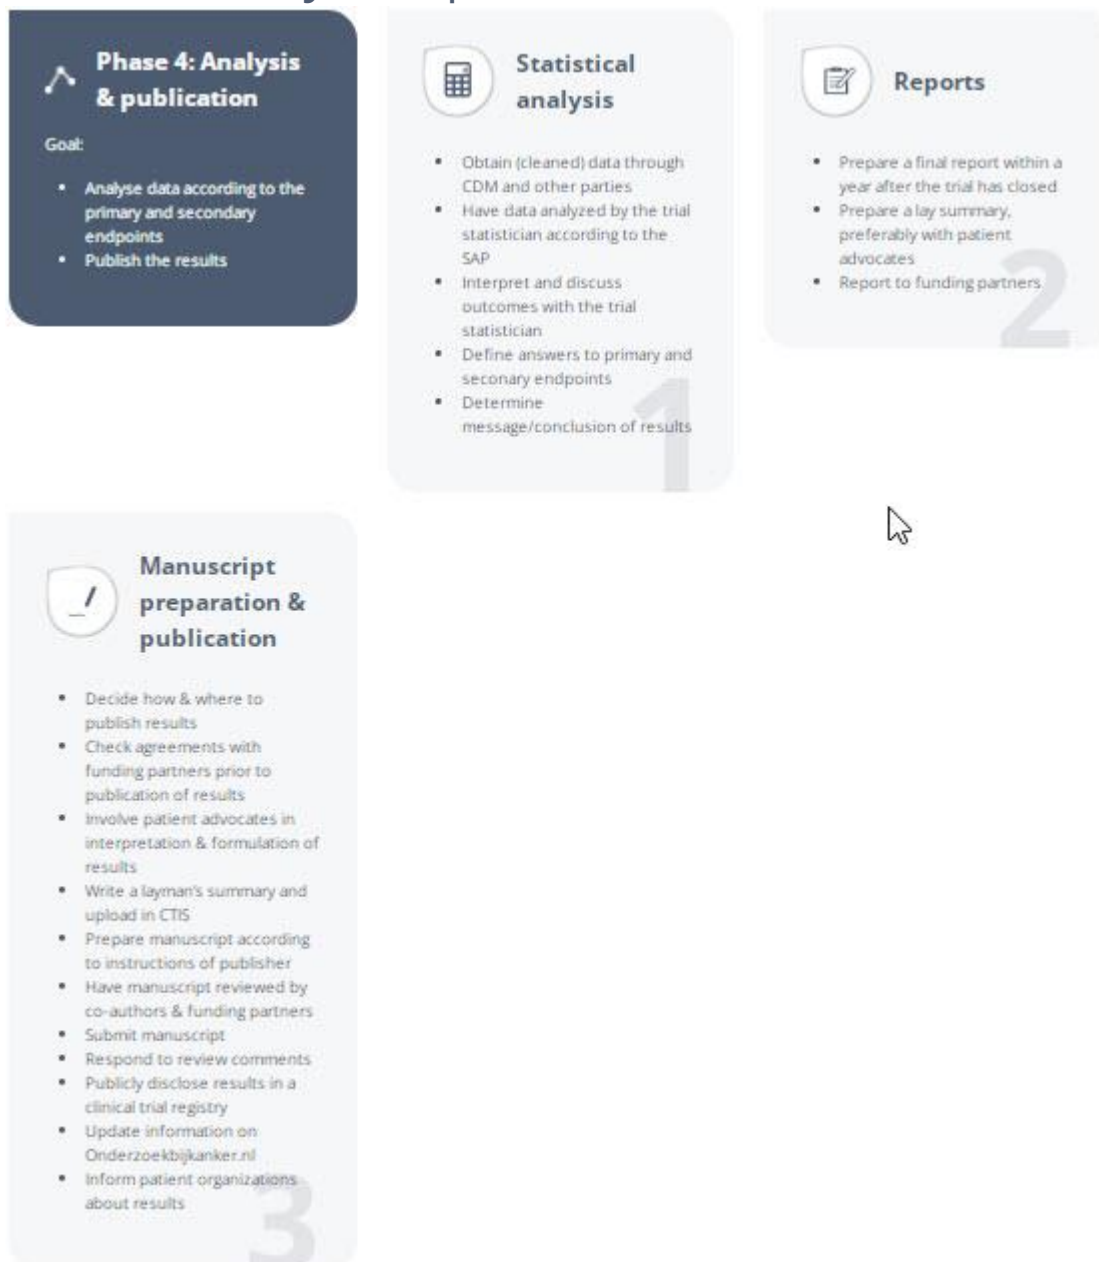 Phase 4: Analysis
& publication
Goal:
• Analyse data according to the
primary and secondary
endpoints
• Publish the results
Statistical
analysis
• Obtain (cleaned) data through
CDM and other parties
• Have data analyzed by the trial
statistician according to the
SAP
• Interpret and discuss
outcomes with the trial
statistician
• Define answers to primary and
seconary endpoints
• Determine
message/conclusion of results
1
Reports
• Prepare a final report within a
year after the trial has closed
• Prepare a lay summary,
preferably with patient
advocates
• Report to funding partners
2
Manuscript
preparation &
publication
• Decide how & where to
publish results
• Check agreements with
funding partners prior to
publication of results
• Involve patient advocates in
interpretation & formulation of
results
• Write a layman's summary and
upload in CTIS
• Prepare manuscript according
to instructions of publisher
• Have manuscript reviewed by
co-authors & funding partners
• Submit manuscript
• Respond to review comments
• Publicly disclose results in a
clinical trial registry
• Update information on
Onderzoekbijkanker.nl
• Inform patient organizations
about results
3